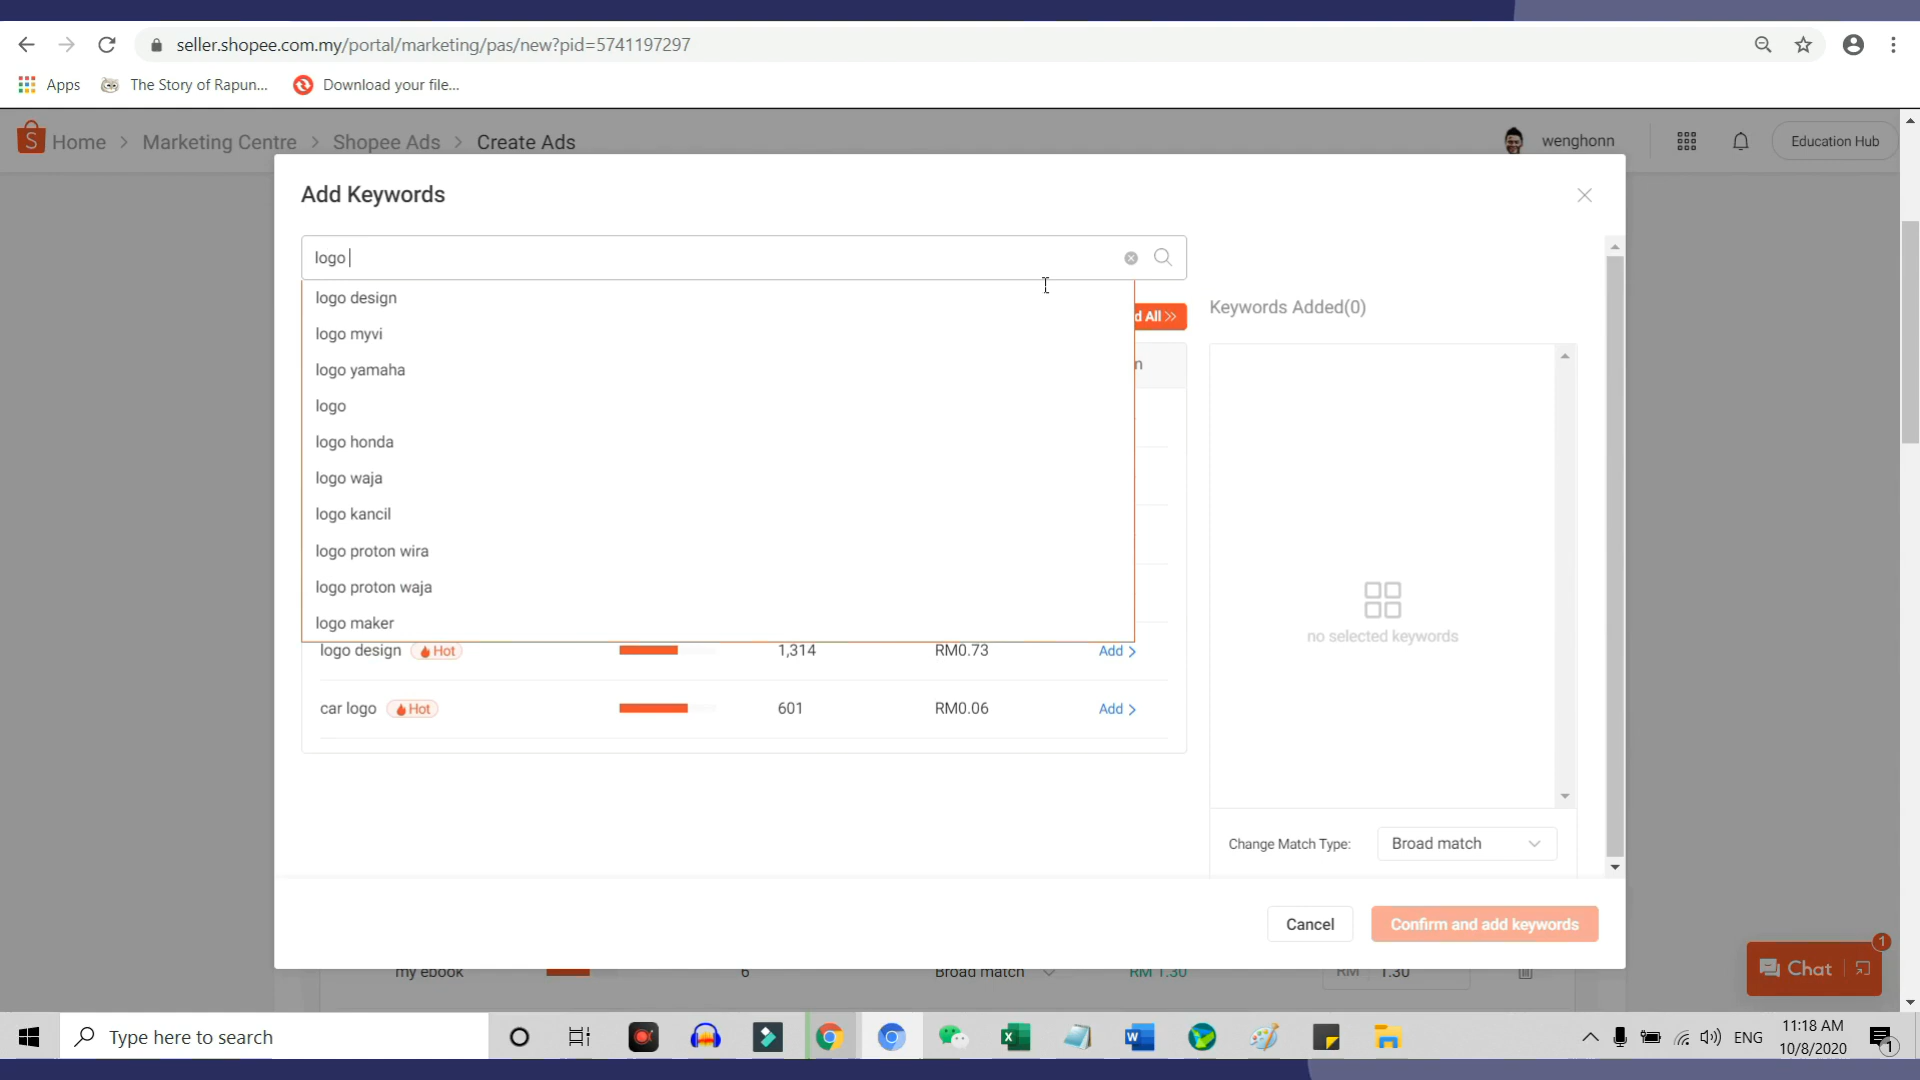 seller.shopee.com.my/portal/marketing/pas/new?pid=5741197297
Apps The Story of Rapun... Download your file...
Home > Marketing Centre > Shopee Ads > Create Ads wenghonn Education Hub
Add Keywords
logo
logo design
d All >> Keywords Added(0)
logo myvi
n
logo yamaha
logo
logo honda
logo waja
logo kancil
logo proton wira
logo proton waja
logo maker
no selected keywords
logo design Hot 1,314 RM0.73 Add >
car logo Hot 601 RM0.06 Add >
Change Match Type: Broad match
Cancel Confirm and add keywords
my ebook 6 Broad match RM 1.30 RM 1.30
Chat 1
Type here to search ENG 11:18 AM
10/8/2020 1